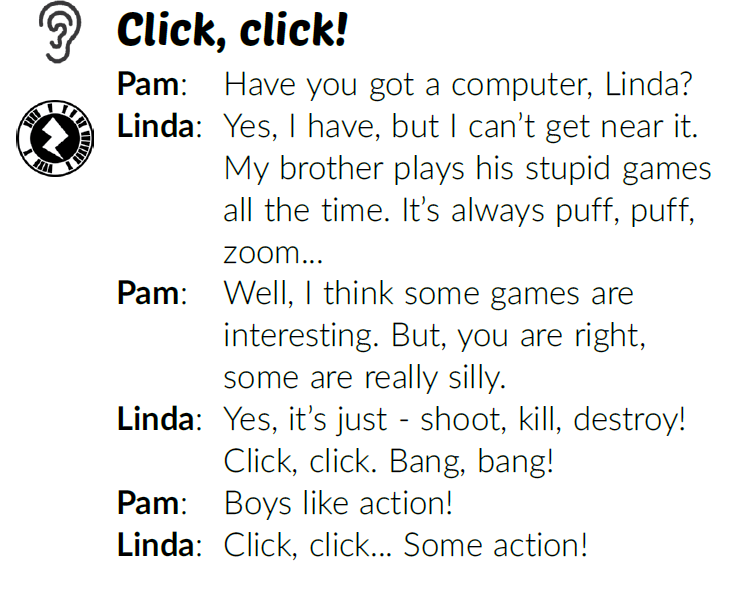 Click, click!
Pam: Have you got a computer, Linda?
Linda: Yes, I have, but I can’t get near it.
My brother plays his stupid games
all the time. It’s always puff, puff,
zoom...
Pam: Well, I think some games are
interesting. But, you are right,
some are really silly.
Linda: Yes, it’s just - shoot, kill, destroy!
Click, click. Bang, bang!
Pam: Boys like action!
Linda: Click, click... Some action!